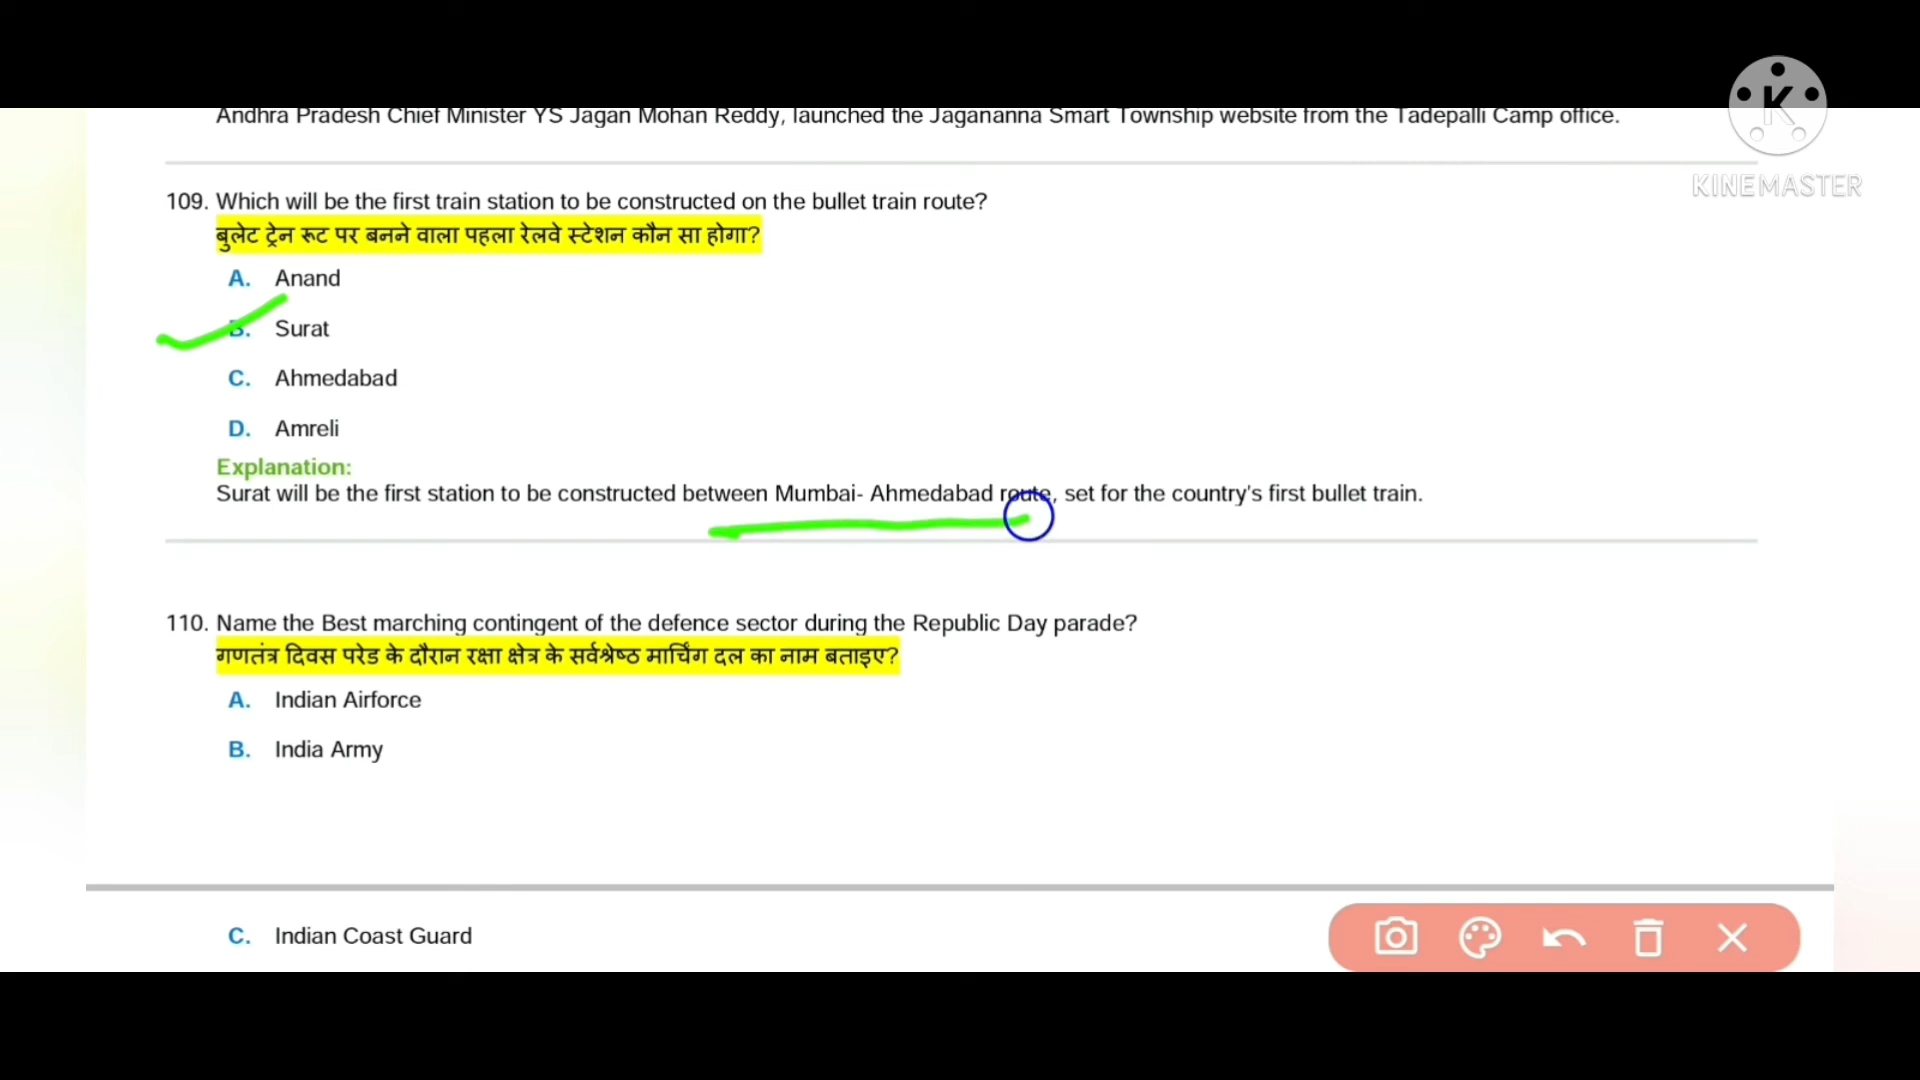 Andhra Pradesh Chief Minister YS Jagan Mohan Reddy, launched the Jagananna Smart Township website from the Tadepalli Camp office.
K
KINEMASTER
109. Which will be the first train station to be constructed on the bullet train route?
बुलेट ट्रेन रूट पर बनने वाला पहला रेलवे स्टेशन कौन सा होगा?
A. Anand
B. Surat
C. Ahmedabad
D. Amreli
Explanation:
Surat will be the first station to be constructed between Mumbai- Ahmedabad route, set for the country's first bullet train.
110. Name the Best marching contingent of the defence sector during the Republic Day parade?
गणतंत्र दिवस परेड के दौरान रक्षा क्षेत्र के सर्वश्रेष्ठ मार्चिंग दल का नाम बताइए?
A. Indian Airforce
B. India Army
C. Indian Coast Guard